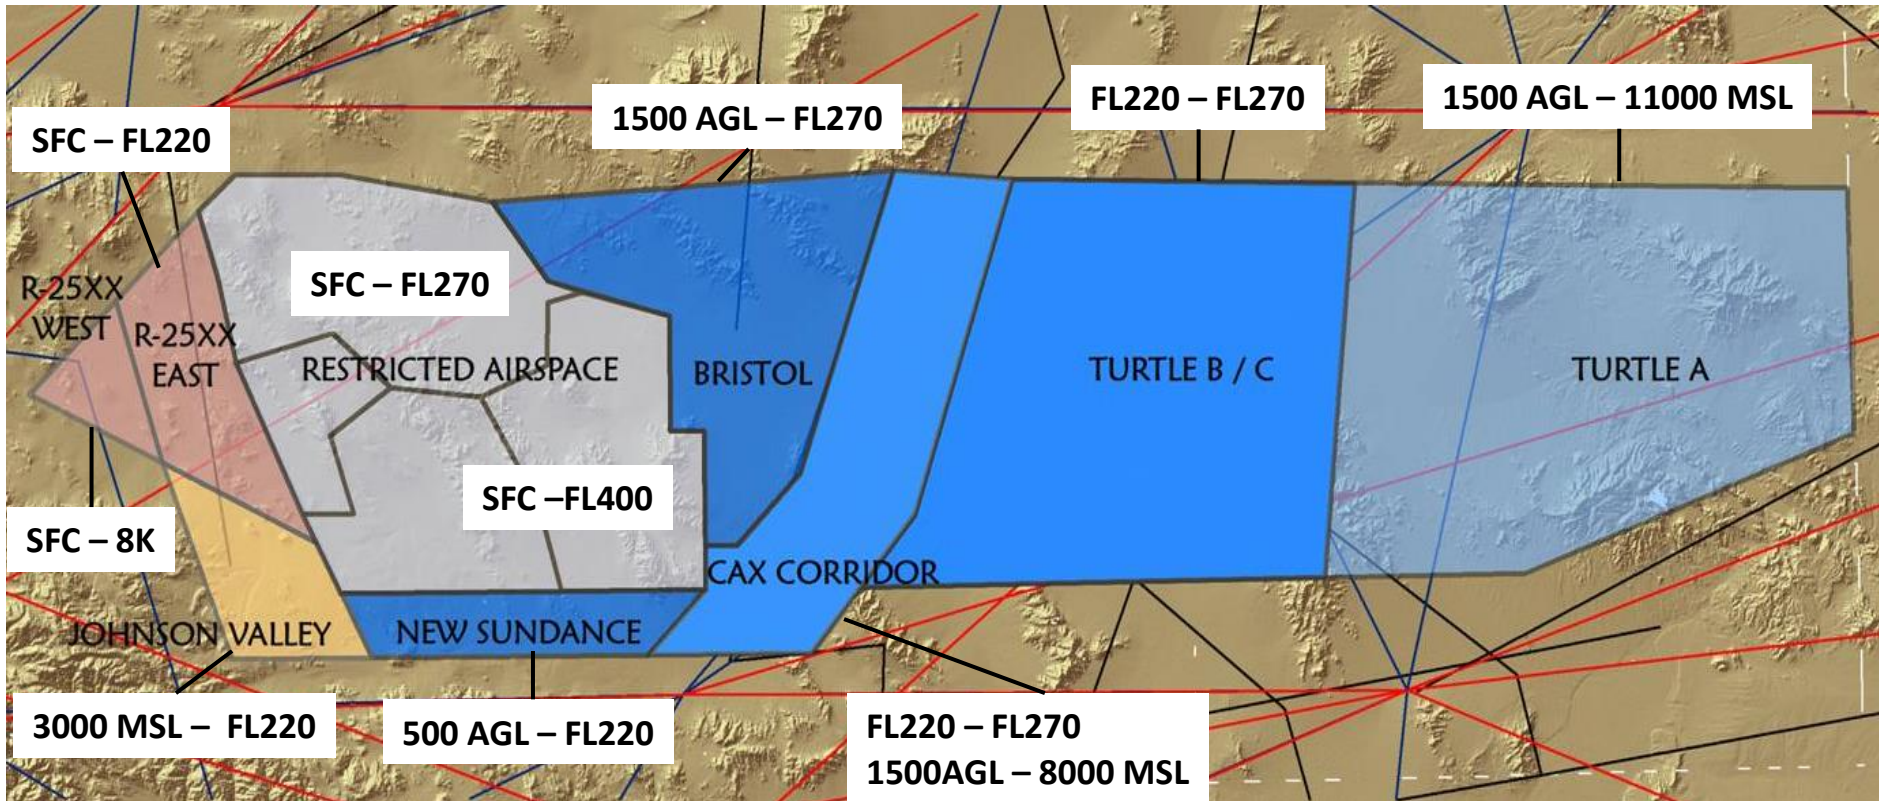 1500 AGL – FL270
FL220 – FL270
1500 AGL – 11000 MSL
SFC – FL220
SFC – FL270
R-25XX
WEST
R-25XX
EAST
RESTRICTED AIRSPACE
BRISTOL
TURTLE B / C
TURTLE A
SFC –FL400
SFC – 8K
CAX CORRIDOR
JOHNSON VALLEY
NEW SUNDANCE
3000 MSL – FL220
500 AGL – FL220
FL220 – FL270
1500AGL – 8000 MSL